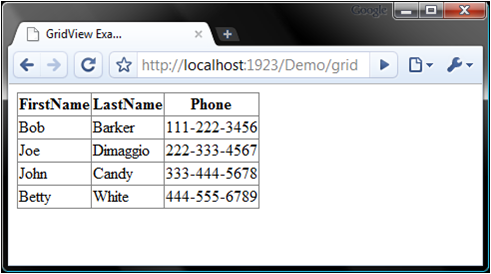 Google
GridView Exa...
http://localhost:1923/Demo/grid
FirstName LastName Phone
Bob Barker 111-222-3456
Joe Dimaggio 222-333-4567
John Candy 333-444-5678
Betty White 444-555-6789